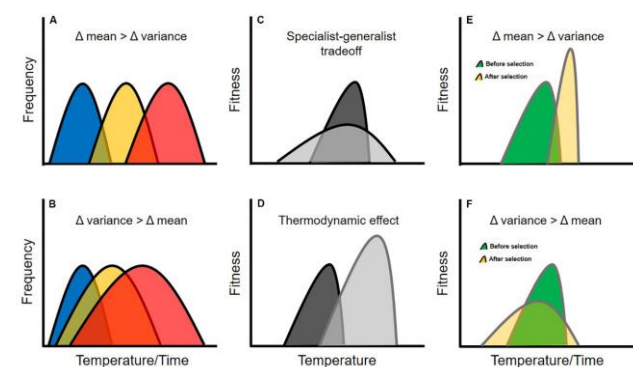 A
Δ mean > Δ variance
Frequency
C
Specialist-generalist
tradeoff
Fitness
E
Δ mean > Δ variance
Before selection
After selection
Fitness
B
Δ variance > Δ mean
Frequency
Temperature/Time
D
Thermodynamic effect
Fitness
Temperature
F
Δ variance > Δ mean
Before selection
After selection
Fitness
Temperature/Time